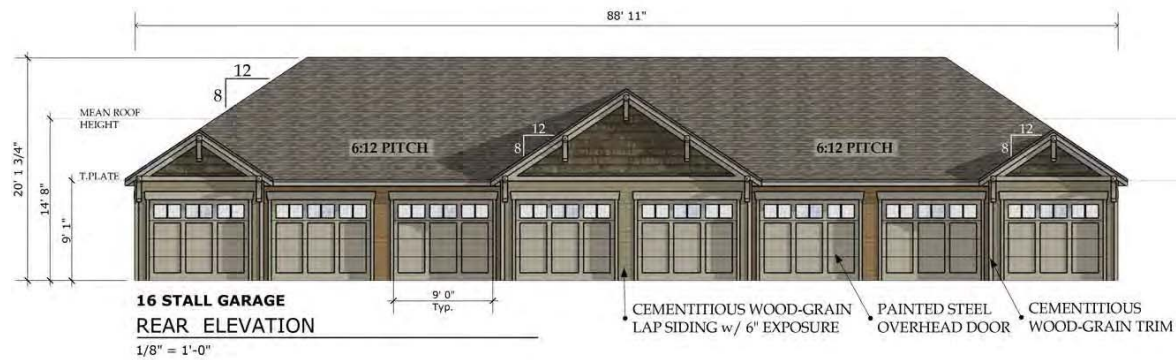 88' 11"
12
8
MEAN ROOF
HEIGHT
12
8
12
8
6:12 PITCH
6:12 PITCH
T.PLATE
20' 1 3/4"
14' 8"
9' 1"
16 STALL GARAGE
REAR ELEVATION
1/8" = 1'-0"
9' 0"
Typ.
CEMENTITIOUS WOOD-GRAIN
LAP SIDING w/ 6" EXPOSURE
PAINTED STEEL
OVERHEAD DOOR
CEMENTITIOUS
WOOD-GRAIN TRIM